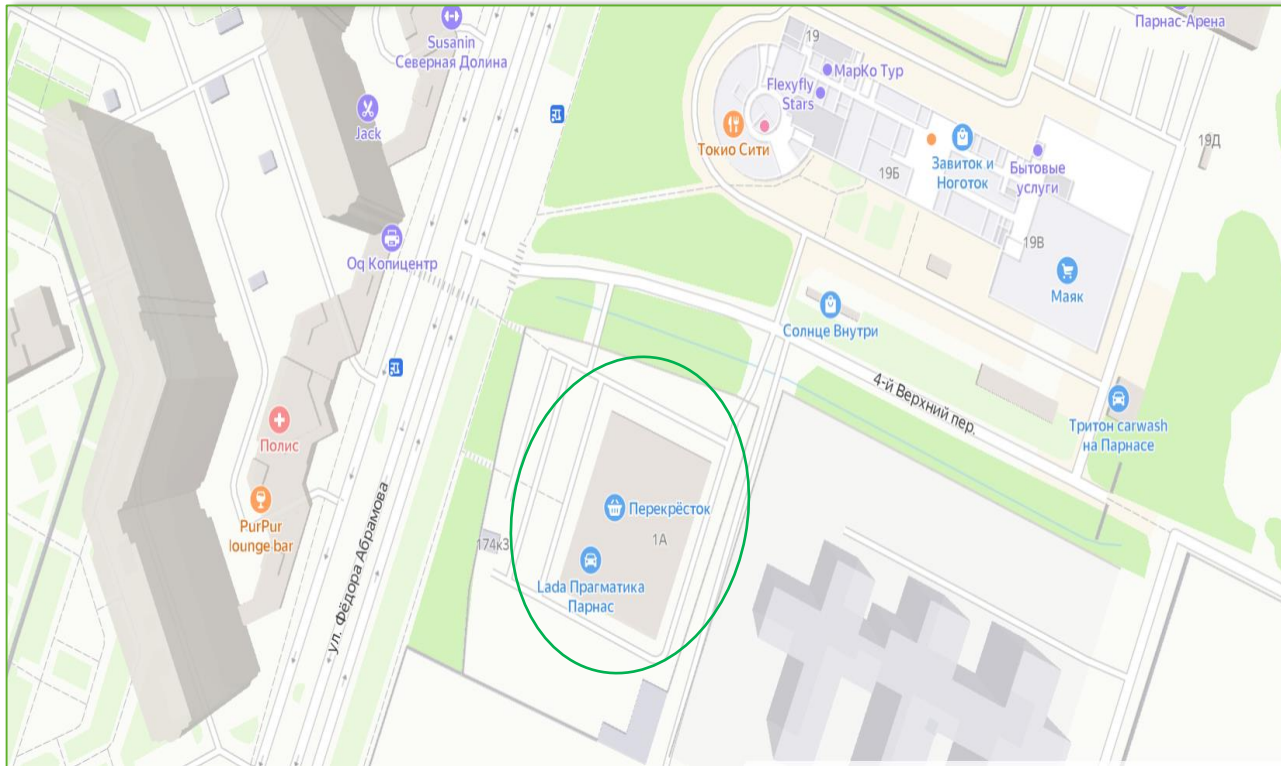 Парнас-Арена
Susanin
Северная Долина
19
МарКо Тур
Flexyfly
Stars
Jack
Токио Сити
19Б
Завиток и
Ноготок
Бытовые
услуги
19Д
19В
Oq Копицентр
Маяк
Солнце Внутри
4-й Верхний пер.
Тритон carwash
на Парнасе
Полис
PurPur
lounge bar
ул. Фёдора Абрамова
Перекрёсток
1А
174к3
Lada Прагматика
Парнас